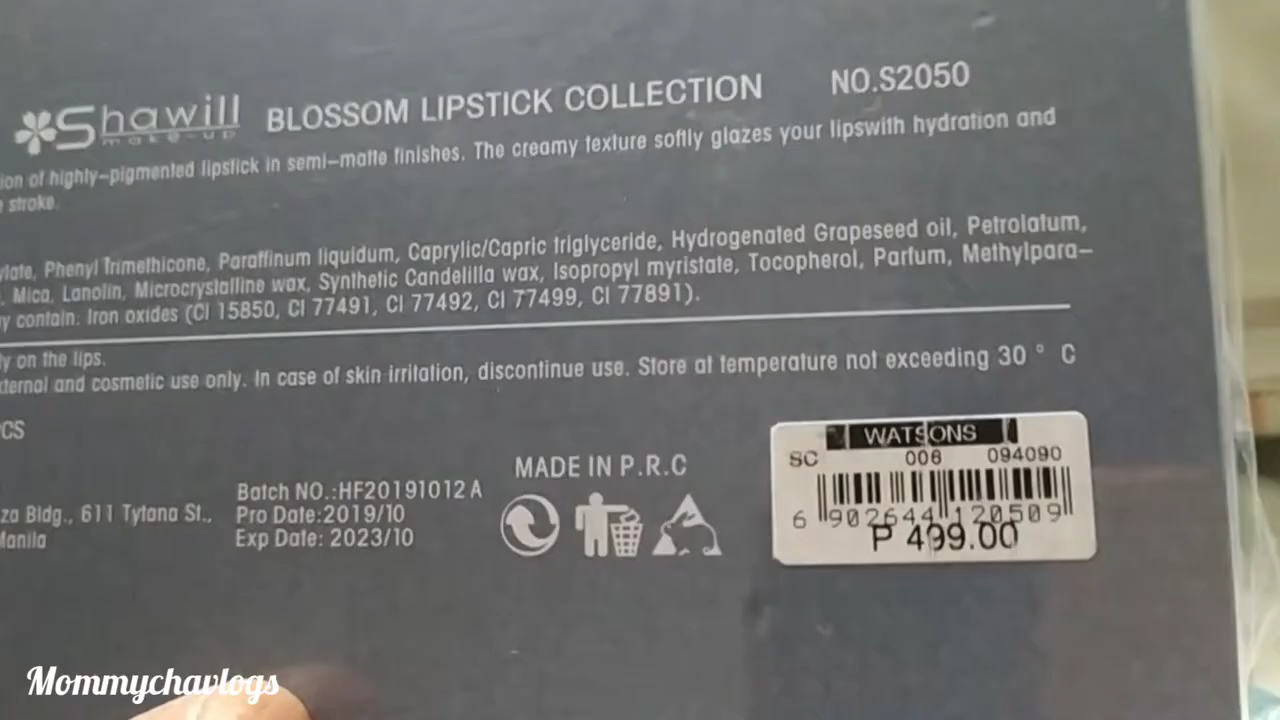 Shawill
make-up
BLOSSOM LIPSTICK COLLECTION NO.S2050
ion of highly-pigmented lipstick in semi-matte finishes. The creamy texture softly glazes your lipswith hydration and
e stroke.
ylate, Phenyl Trimethicone, Paraffinum liquidum, Caprylic/Capric triglyceride, Hydrogenated Grapeseed oil, Petrolatum,
, Mica, Lanolin, Microcrystalline wax, Synthetic Candelilla wax, Isopropyl myristate, Tocopherol, Parfum, Methylpara-
y contain: Iron oxides (CI 15850, CI 77491, CI 77492, CI 77499, CI 77891).
ly on the lips.
xternal and cosmetic use only. In case of skin irritation, discontinue use. Store at temperature not exceeding 30 ° C
CS
za Bldg., 611 Tytana St.,
Manila
Batch NO.:HF20191012 A
Pro Date:2019/10
Exp Date: 2023/10
MADE IN P.R.C
WATSONS
SC 006 094090
6 902644 120509
P 499.00
Mommychavlogs